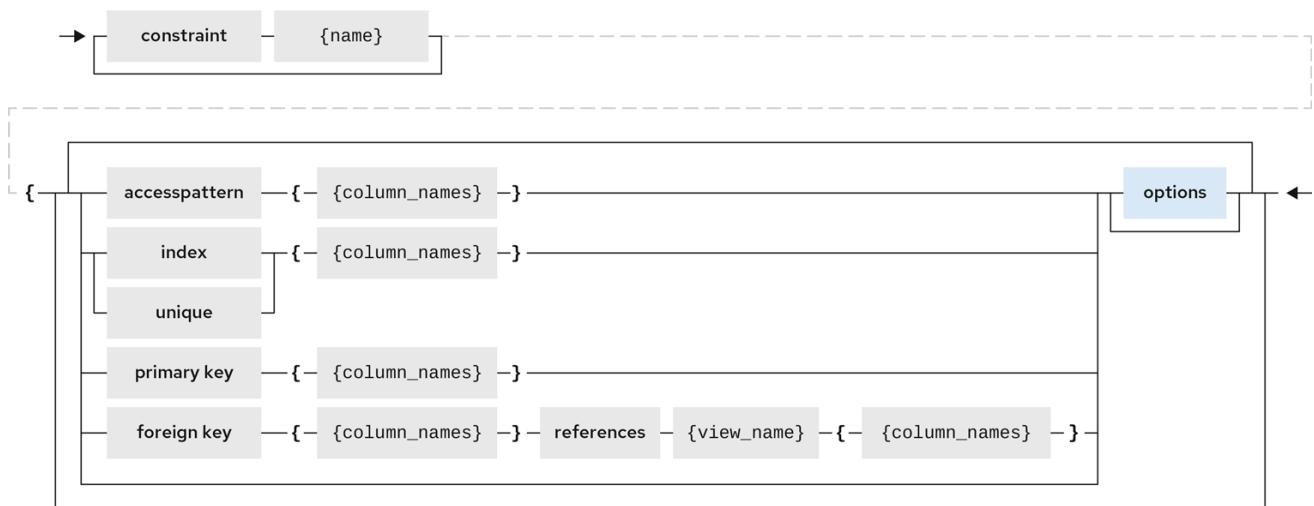 constraint {name}
{ accesspattern { {column_names} } options
index { {column_names} }
unique
primary key { {column_names} }
foreign key { {column_names} } references {view_name} { {column_names} }